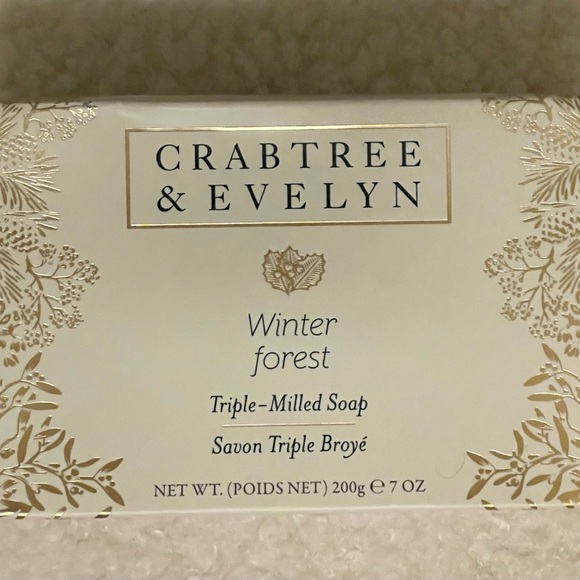 CRABTREE
& EVELYN
Winter
forest
Triple-Milled Soap
Savon Triple Broyé
NET WT. (POIDS NET) 200g ℮ 7 OZ